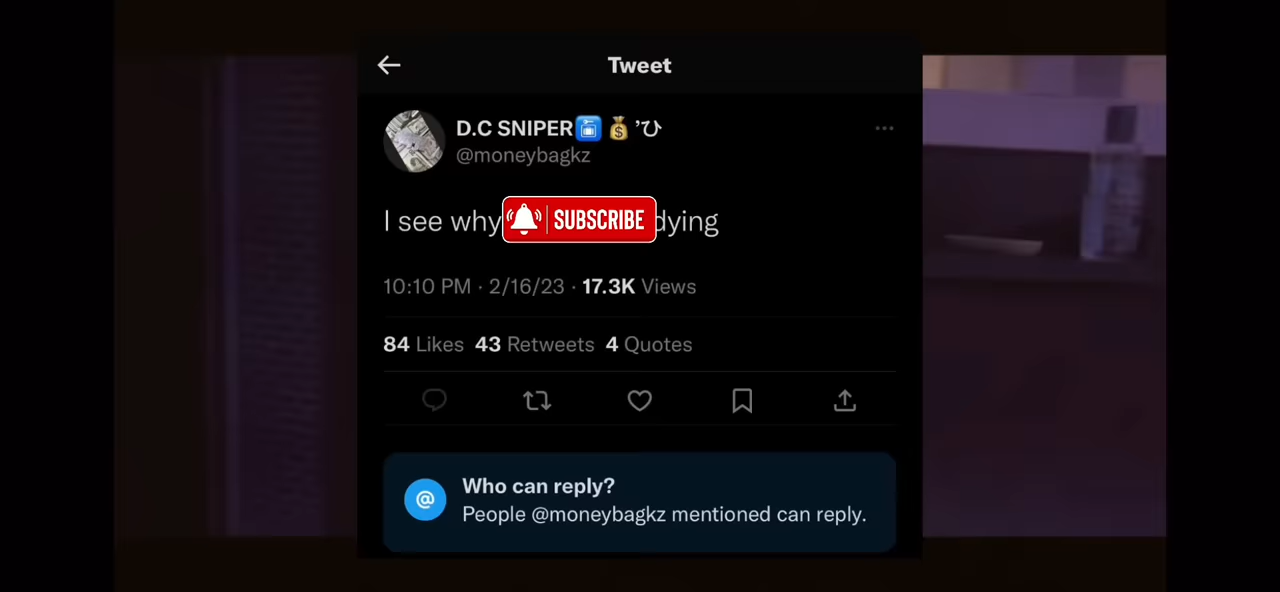 Tweet
D.C SNIPER🚰💰’ひ
@moneybagkz
I see why SUBSCRIBE dying
10:10 PM · 2/16/23 · 17.3K Views
84 Likes 43 Retweets 4 Quotes
Who can reply?
People @moneybagkz mentioned can reply.